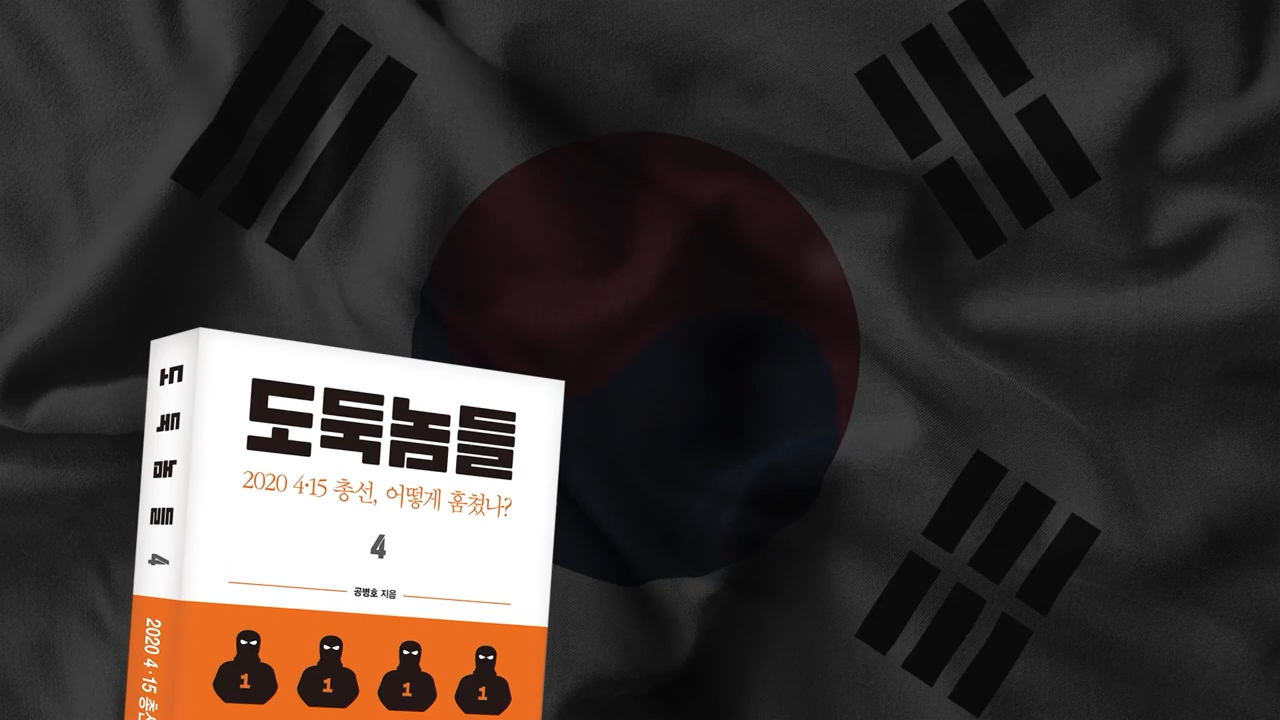 도둑놈들
2020 4·15 총선, 어떻게 훔쳤나?
4
공병호 지음
1 1 1 1
도둑놈들 4
2020 4·15 총선